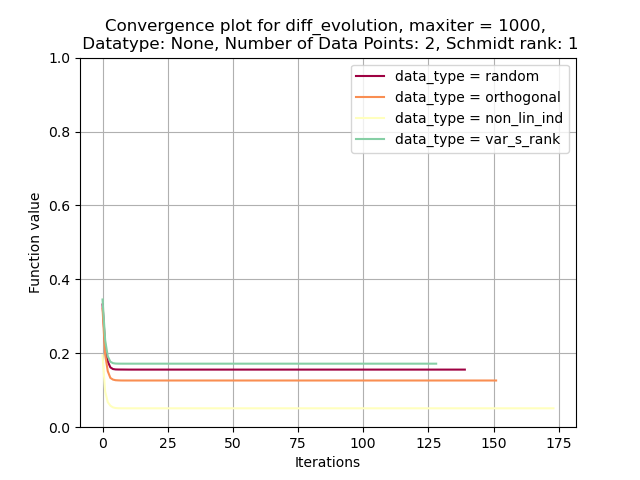 Convergence plot for diff_evolution, maxiter = 1000,
Datatype: None, Number of Data Points: 2, Schmidt rank: 1
1.0
0.8
0.6
0.4
0.2
0.0
Function value
data_type = random
data_type = orthogonal
data_type = non_lin_ind
data_type = var_s_rank
0 25 50 75 100 125 150 175
Iterations